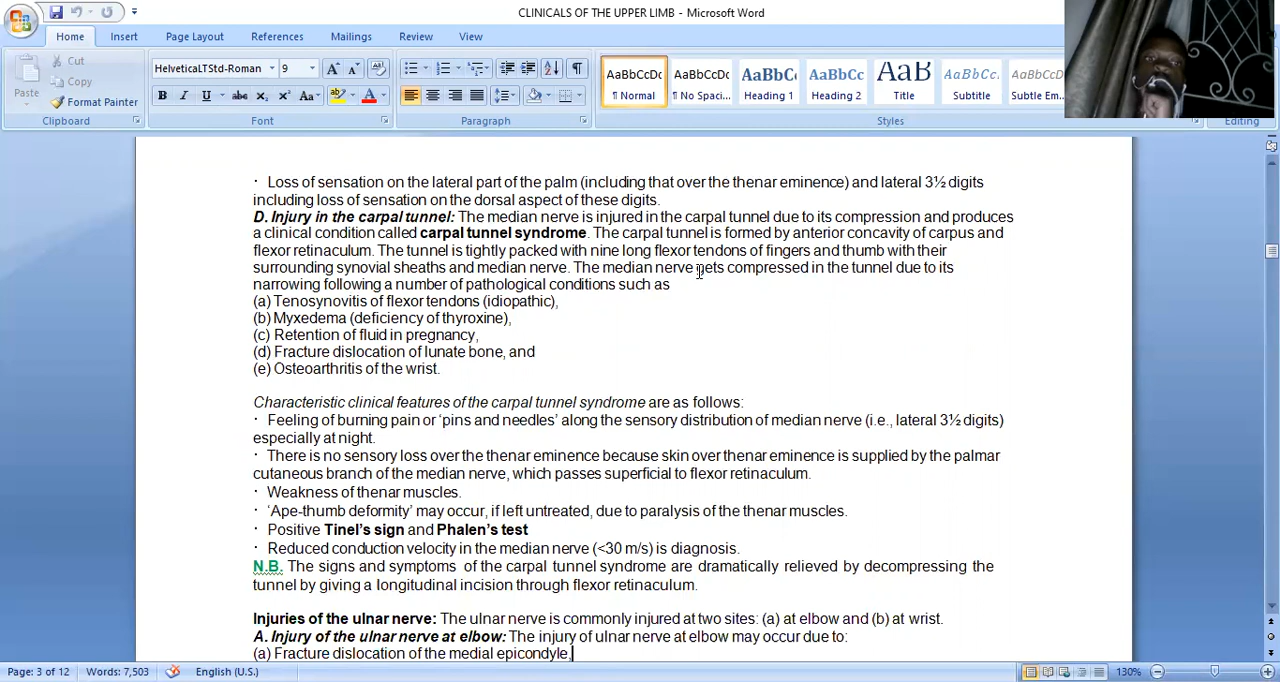 CLINICALS OF THE UPPER LIMB - Microsoft Word
Home Insert Page Layout References Mailings Review View
Cut
Copy
Paste
Format Painter
Clipboard
HelveticaLTStd-Roman 9
Font
Paragraph
AaBbCcDc AaBbCcDc AaBbCc AaBbCc AaB AaBbCc. AaBbCcDc
¶ Normal ¶ No Spaci... Heading 1 Heading 2 Title Subtitle Subtle Em...
Styles
Editing
· Loss of sensation on the lateral part of the palm (including that over the thenar eminence) and lateral 3½ digits
including loss of sensation on the dorsal aspect of these digits.
D. Injury in the carpal tunnel: The median nerve is injured in the carpal tunnel due to its compression and produces
a clinical condition called carpal tunnel syndrome. The carpal tunnel is formed by anterior concavity of carpus and
flexor retinaculum. The tunnel is tightly packed with nine long flexor tendons of fingers and thumb with their
surrounding synovial sheaths and median nerve. The median nerve gets compressed in the tunnel due to its
narrowing following a number of pathological conditions such as
(a) Tenosynovitis of flexor tendons (idiopathic),
(b) Myxedema (deficiency of thyroxine),
(c) Retention of fluid in pregnancy,
(d) Fracture dislocation of lunate bone, and
(e) Osteoarthritis of the wrist.
Characteristic clinical features of the carpal tunnel syndrome are as follows:
· Feeling of burning pain or ‘pins and needles’ along the sensory distribution of median nerve (i.e., lateral 3½ digits)
especially at night.
· There is no sensory loss over the thenar eminence because skin over thenar eminence is supplied by the palmar
cutaneous branch of the median nerve, which passes superficial to flexor retinaculum.
· Weakness of thenar muscles.
· ‘Ape-thumb deformity’ may occur, if left untreated, due to paralysis of the thenar muscles.
· Positive Tinel’s sign and Phalen’s test
· Reduced conduction velocity in the median nerve (<30 m/s) is diagnosis.
N.B. The signs and symptoms of the carpal tunnel syndrome are dramatically relieved by decompressing the
tunnel by giving a longitudinal incision through flexor retinaculum.
Injuries of the ulnar nerve: The ulnar nerve is commonly injured at two sites: (a) at elbow and (b) at wrist.
A. Injury of the ulnar nerve at elbow: The injury of ulnar nerve at elbow may occur due to:
(a) Fracture dislocation of the medial epicondyle,
Page: 3 of 12 Words: 7,503 English (U.S.) 130%